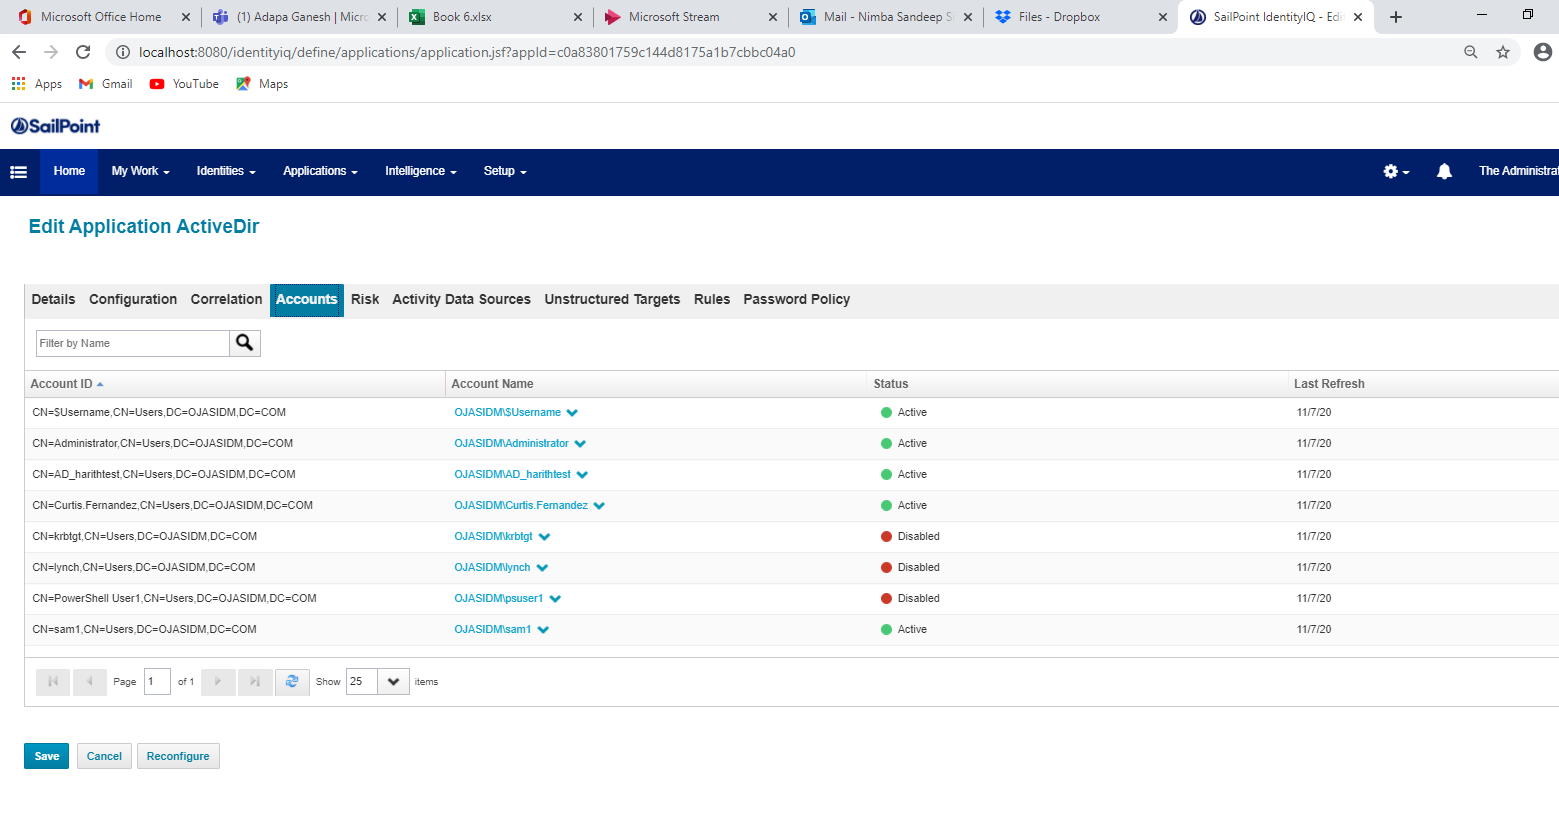 Microsoft Office Home
(1) Adapa Ganesh | Micro
Book 6.xlsx
Microsoft Stream
Mail - Nimba Sandeep S
Files - Dropbox
SailPoint IdentityIQ - Edi
localhost:8080/identityiq/define/applications/application.jsf?appId=c0a83801759c144d8175a1b7cbbc04a0
Apps Gmail YouTube Maps
SailPoint
Home My Work Identities Applications Intelligence Setup The Administra
Edit Application ActiveDir
Details Configuration Correlation Accounts Risk Activity Data Sources Unstructured Targets Rules Password Policy
Filter by Name
Account ID Account Name Status Last Refresh
CN=$Username,CN=Users,DC=OJASIDM,DC=COM OJASIDM\$Username Active 11/7/20
CN=Administrator,CN=Users,DC=OJASIDM,DC=COM OJASIDM\Administrator Active 11/7/20
CN=AD_harithtest,CN=Users,DC=OJASIDM,DC=COM OJASIDM\AD_harithtest Active 11/7/20
CN=Curtis.Fernandez,CN=Users,DC=OJASIDM,DC=COM OJASIDM\Curtis.Fernandez Active 11/7/20
CN=krbtgt,CN=Users,DC=OJASIDM,DC=COM OJASIDM\krbtgt Disabled 11/7/20
CN=lynch,CN=Users,DC=OJASIDM,DC=COM OJASIDM\lynch Disabled 11/7/20
CN=PowerShell User1,CN=Users,DC=OJASIDM,DC=COM OJASIDM\psuser1 Disabled 11/7/20
CN=sam1,CN=Users,DC=OJASIDM,DC=COM OJASIDM\sam1 Active 11/7/20
Page 1 of 1 Show 25 items
Save Cancel Reconfigure